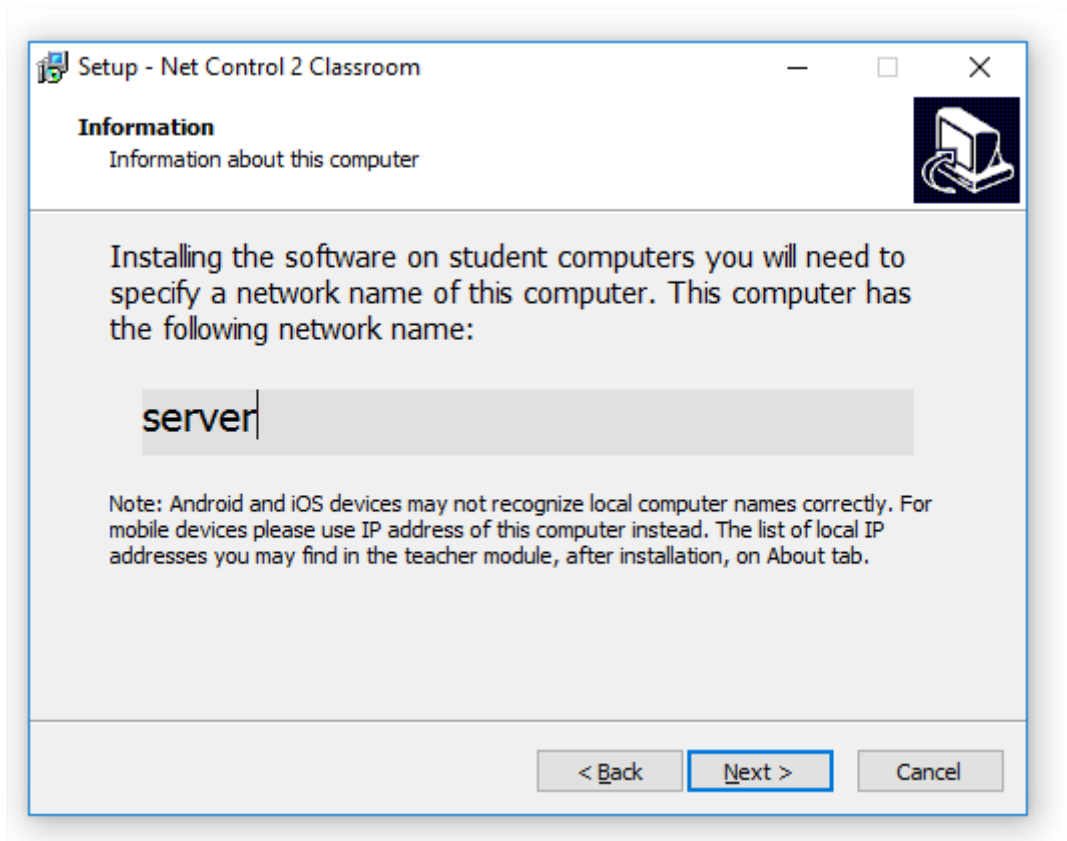 Setup - Net Control 2 Classroom
Information
Information about this computer
Installing the software on student computers you will need to
specify a network name of this computer. This computer has
the following network name:
server
Note: Android and iOS devices may not recognize local computer names correctly. For
mobile devices please use IP address of this computer instead. The list of local IP
addresses you may find in the teacher module, after installation, on About tab.
< Back
Next >
Cancel